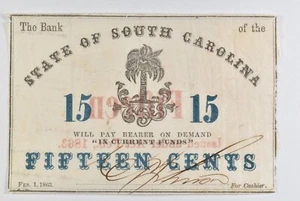 The Bank of the
STATE OF SOUTH CAROLINA
15 15
WILL PAY BEARER ON DEMAND
"IN CURRENT FUNDS"
FIFTEEN CENTS
FEB. 1, 1863. For Cashier.